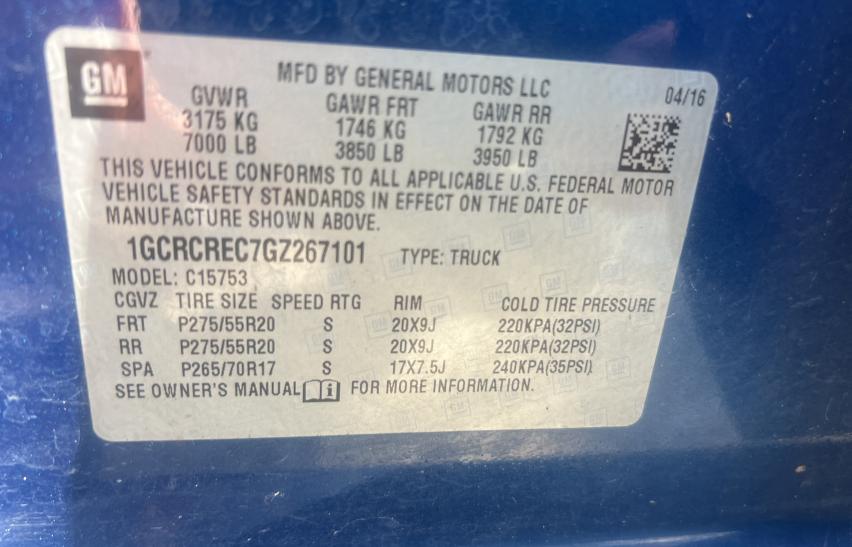 GM
MFD BY GENERAL MOTORS LLC
04/16
GVWR GAWR FRT GAWR RR
3175 KG 1746 KG 1792 KG
7000 LB 3850 LB 3950 LB
THIS VEHICLE CONFORMS TO ALL APPLICABLE U.S. FEDERAL MOTOR
VEHICLE SAFETY STANDARDS IN EFFECT ON THE DATE OF
MANUFACTURE SHOWN ABOVE.
1GCRCREC7GZ267101 TYPE: TRUCK
MODEL: C15753
CGVZ TIRE SIZE SPEED RTG RIM COLD TIRE PRESSURE
FRT P275/55R20 S 20X9J 220KPA(32PSI)
RR P275/55R20 S 20X9J 220KPA(32PSI)
SPA P265/70R17 S 17X7.5J 240KPA(35PSI)
SEE OWNER'S MANUAL i FOR MORE INFORMATION.